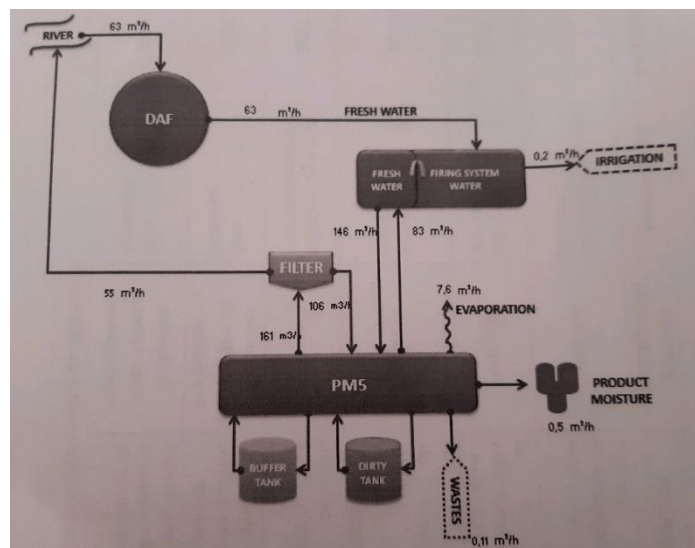 63 m³/h
RIVER
DAF
63 m³/h FRESH WATER
0,2 m³/h
IRRIGATION
FRESH
WATER
FIRING SYSTEM
WATER
146 m³/h
83 m³/h
FILTER
55 m³/h
106 m3/
7,6 m³/h
EVAPORATION
161 m3/
PM5
PRODUCT
MOISTURE
0,5 m³/h
BUFFER
TANK
DIRTY
TANK
WASTES
0,11 m³/h